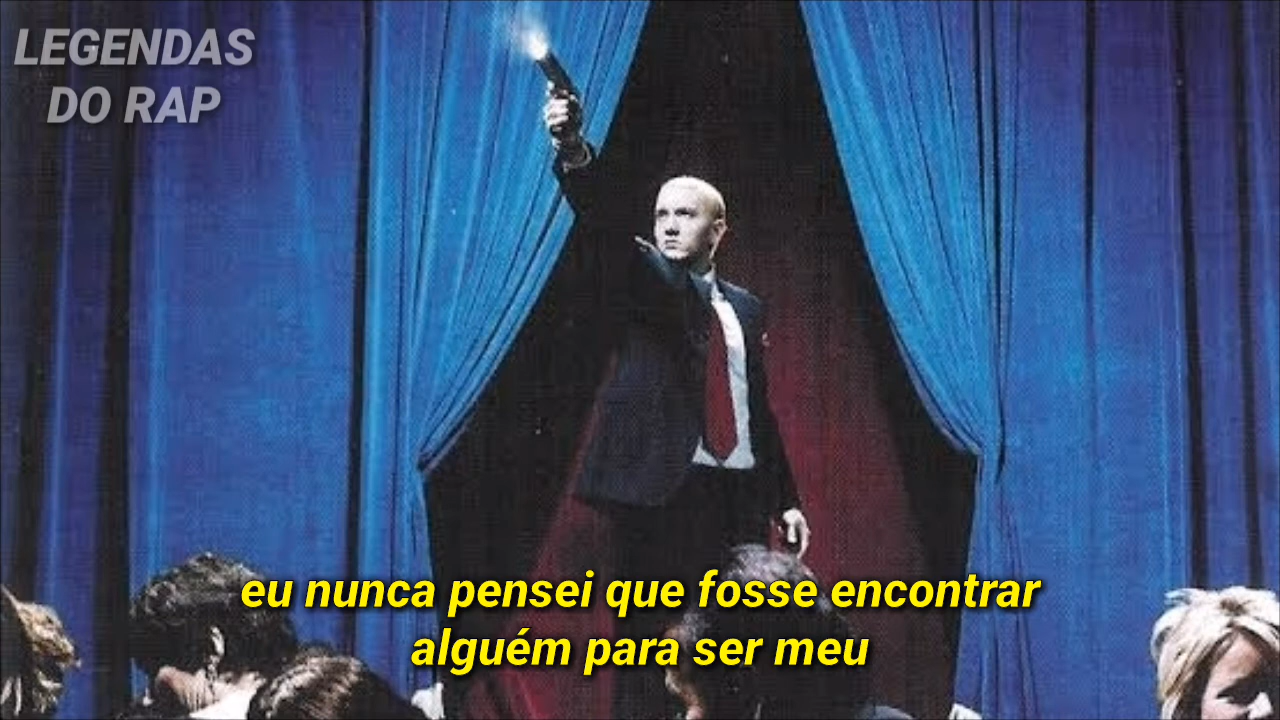 LEGENDAS
DO RAP
eu nunca pensei que fosse encontrar
alguém para ser meu